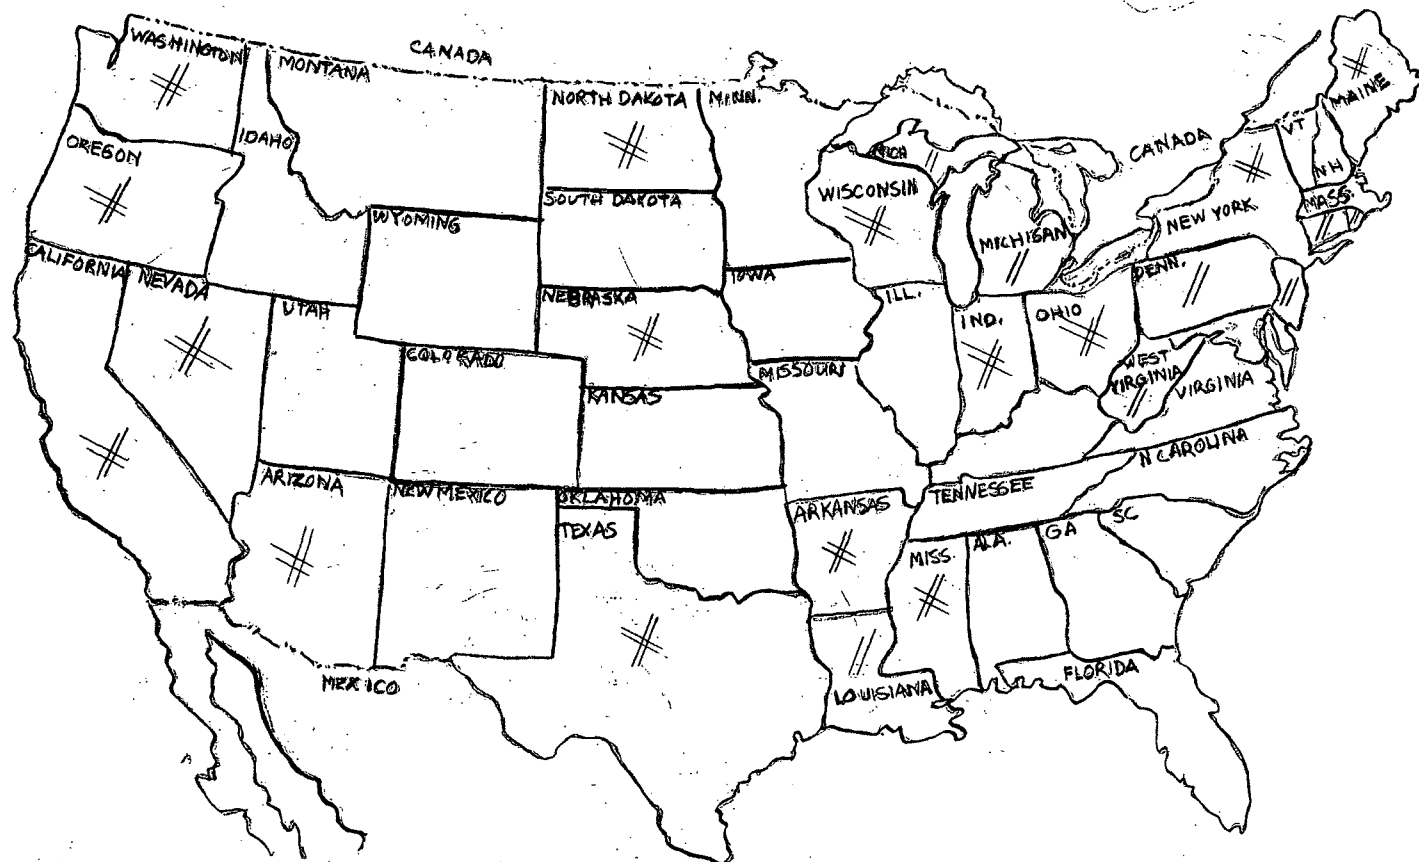 WASHINGTON
CANADA
MONTANA
NORTH DAKOTA
MINN.
MAINE
IDAHO
OREGON
VT
CANADA
MICH
NH
WISCONSIN
SOUTH DAKOTA
MASS.
WYOMING
NEW YORK
MICHIGAN
CALIFORNIA
NEVADA
IOWA
PENN.
NEBRASKA
ILL.
UTAH
IND.
OHIO
COLORADO
WEST
VIRGINIA
MISSOURI
VIRGINIA
KANSAS
N CAROLINA
ARIZONA
NEW MEXICO
OKLAHOMA
TENNESSEE
ARKANSAS
TEXAS
SC
GA
ALA.
MISS.
FLORIDA
MEXICO
LOUISIANA